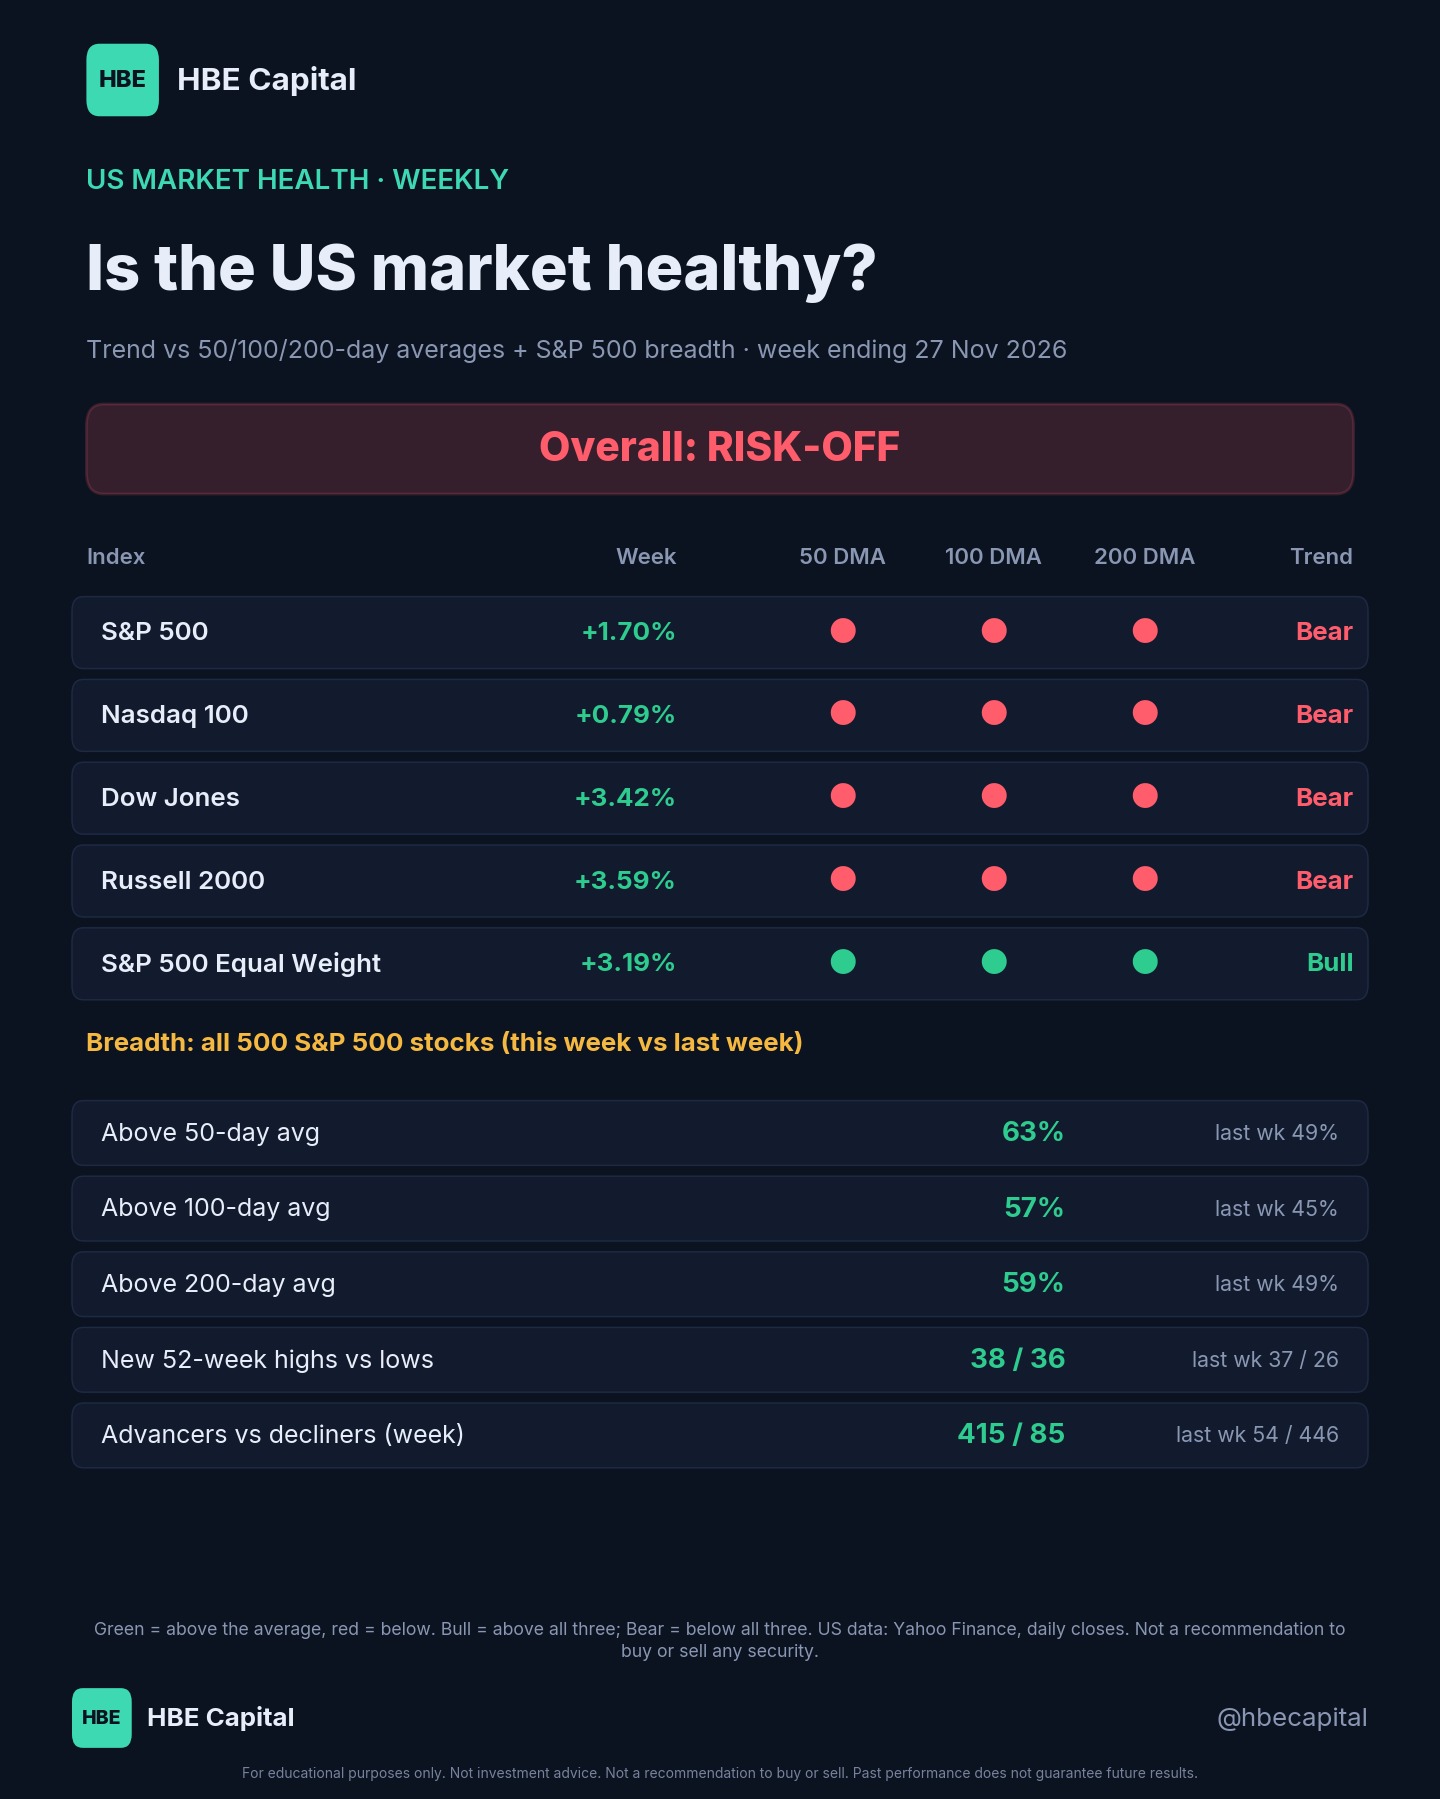 HBE HBE Capital
US MARKET HEALTH · WEEKLY
Is the US market healthy?
Trend vs 50/100/200-day averages + S&P 500 breadth · week ending 27 Nov 2026
Overall: RISK-OFF
Index Week 50 DMA 100 DMA 200 DMA Trend
S&P 500 +1.70% Bear
Nasdaq 100 +0.79% Bear
Dow Jones +3.42% Bear
Russell 2000 +3.59% Bear
S&P 500 Equal Weight +3.19% Bull
Breadth: all 500 S&P 500 stocks (this week vs last week)
Above 50-day avg 63% last wk 49%
Above 100-day avg 57% last wk 45%
Above 200-day avg 59% last wk 49%
New 52-week highs vs lows 38 / 36 last wk 37 / 26
Advancers vs decliners (week) 415 / 85 last wk 54 / 446
Green = above the average, red = below. Bull = above all three; Bear = below all three. US data: Yahoo Finance, daily closes. Not a recommendation to
buy or sell any security.
HBE HBE Capital @hbecapital
For educational purposes only. Not investment advice. Not a recommendation to buy or sell. Past performance does not guarantee future results.